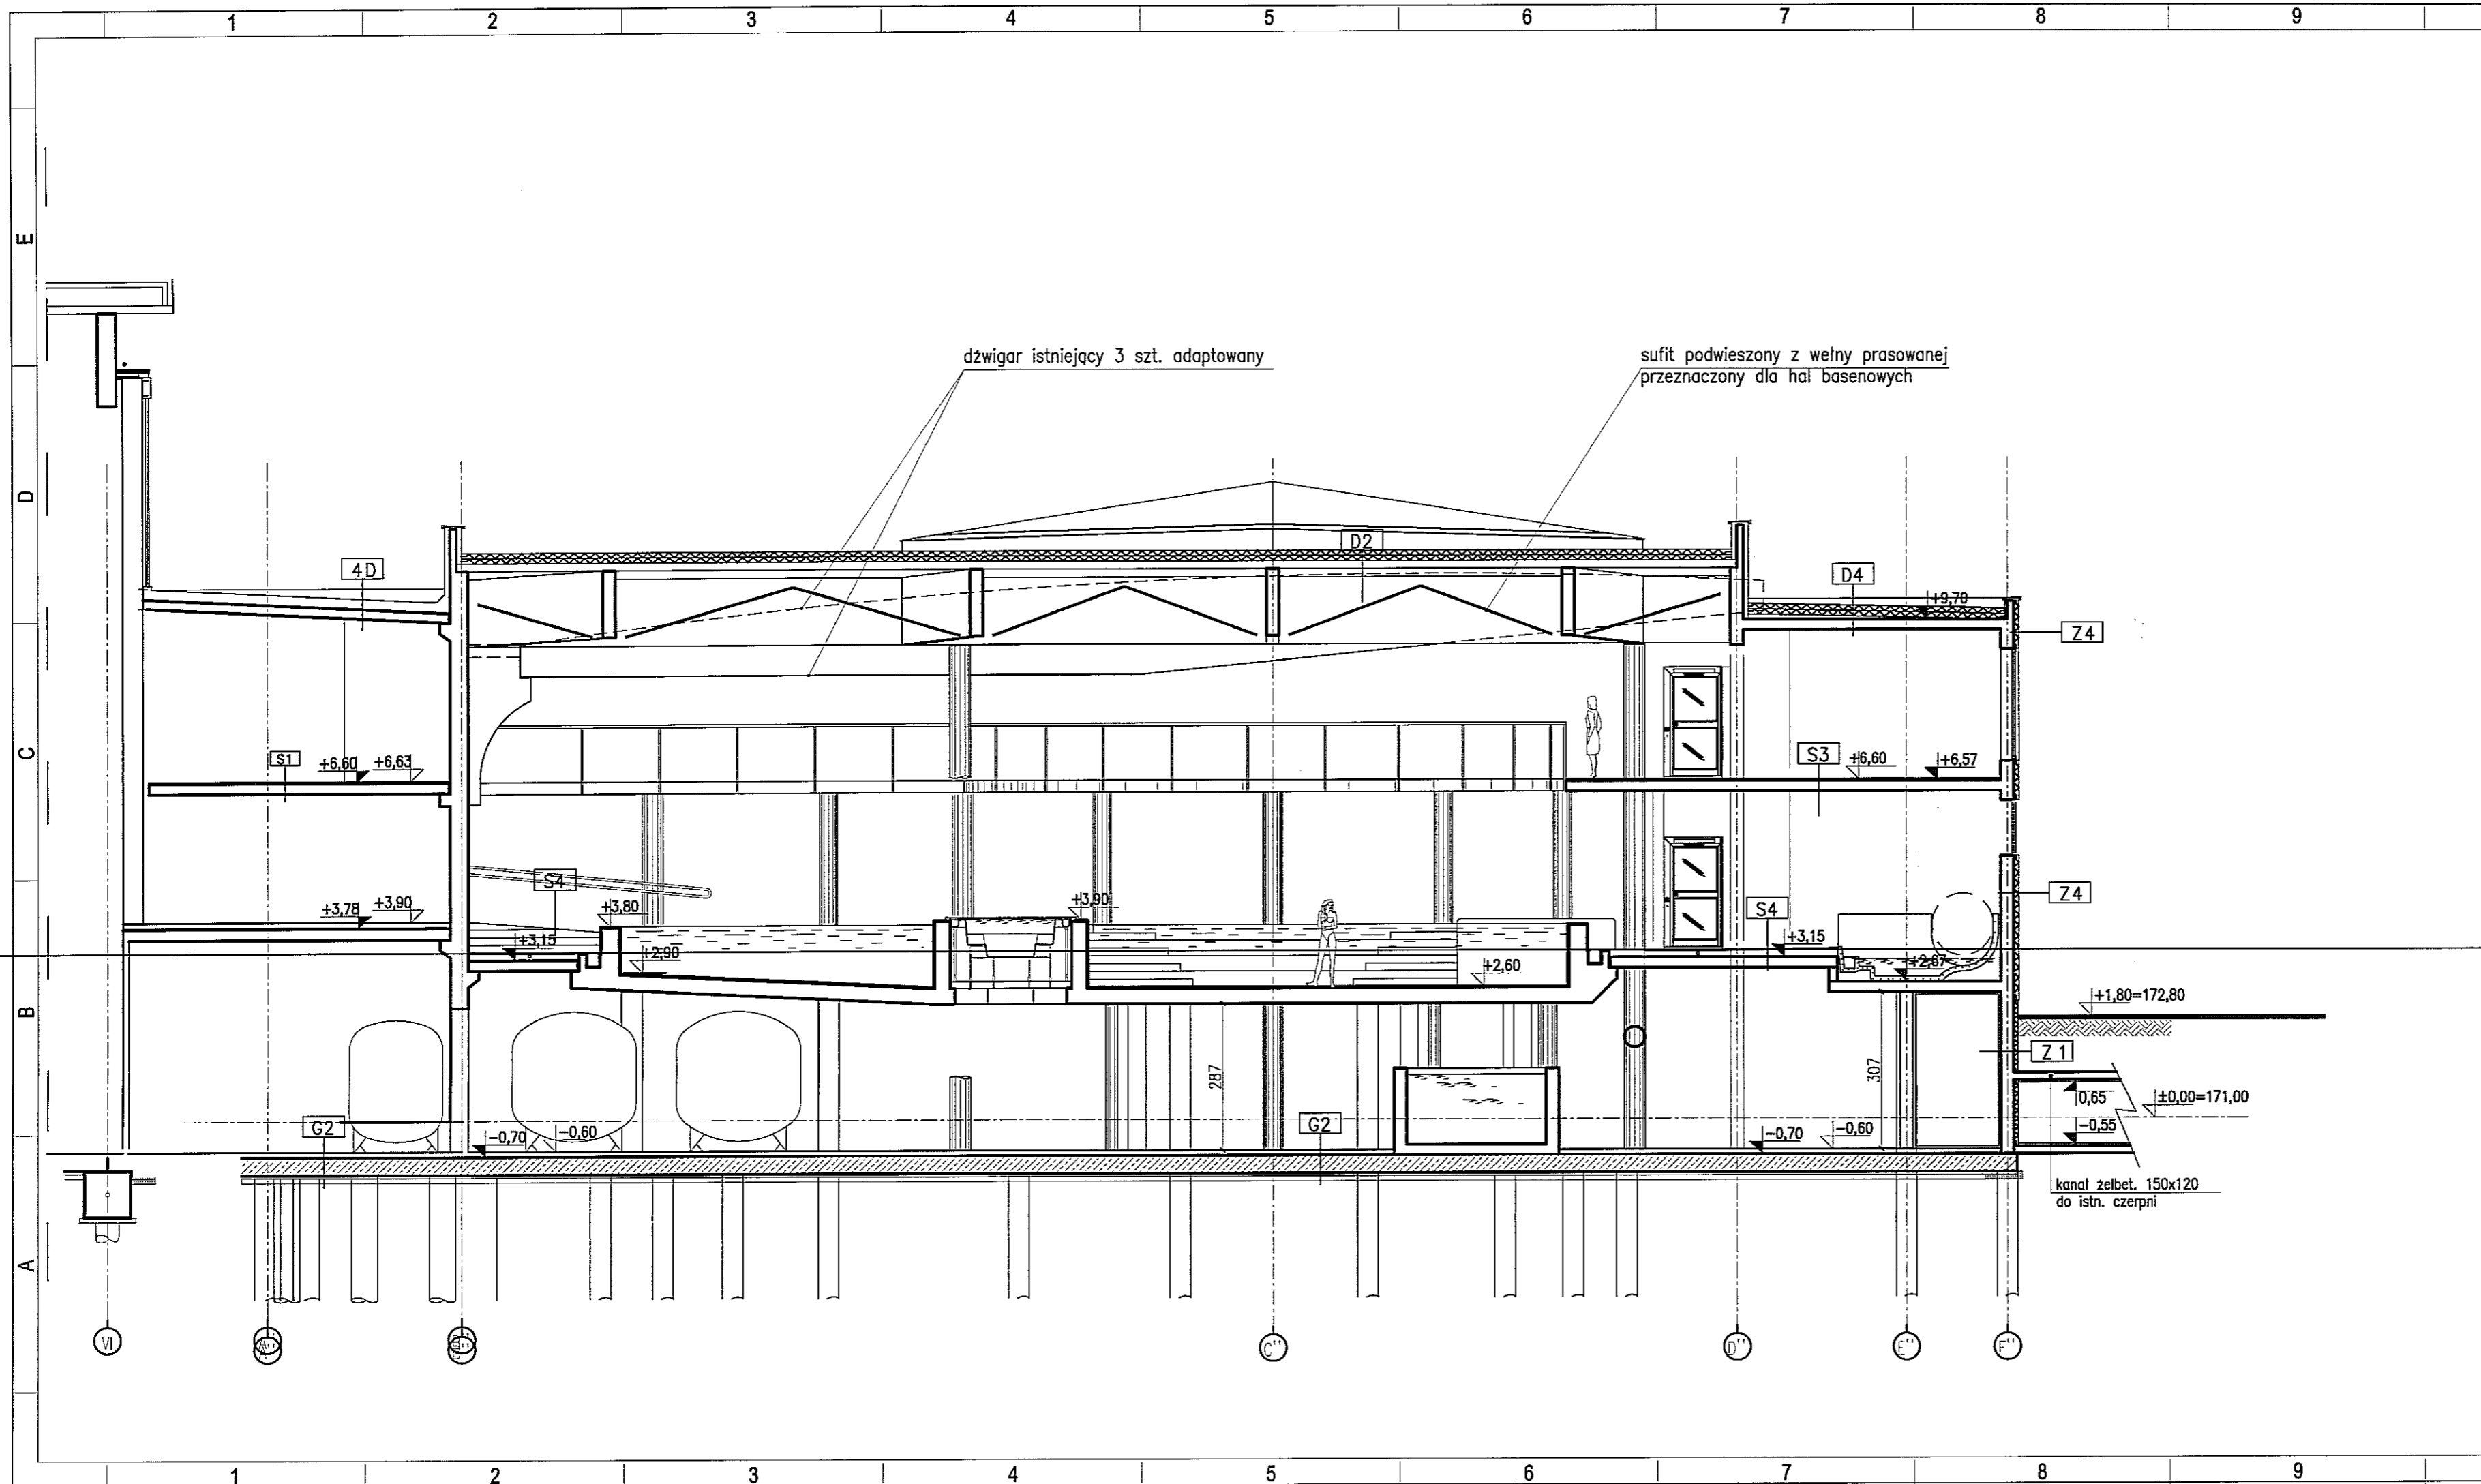 1 2 3 4 5 6 7 8 9
E
dźwigar istniejący 3 szt. adaptowany
sufit podwieszony z wełny prasowanej
przeznaczony dla hal basenowych
D
D2
4D
D4
+9,70
Z4
C
S1
+6,60
+6,63
S3
+6,60
+6,57
S4
Z4
+3,78
+3,90
+3,80
+3,90
S4
+3,15
+2,90
+2,60
+3,15
+2,67
B
+1,80=172,80
Z1
287
307
0,65
±0,00=171,00
G2
-0,70
-0,60
G2
-0,70
-0,60
-0,55
kanał żelbet. 150x120
do istn. czerpni
A
VI
C''
D''
E''
F''
1 2 3 4 5 6 7 8 9